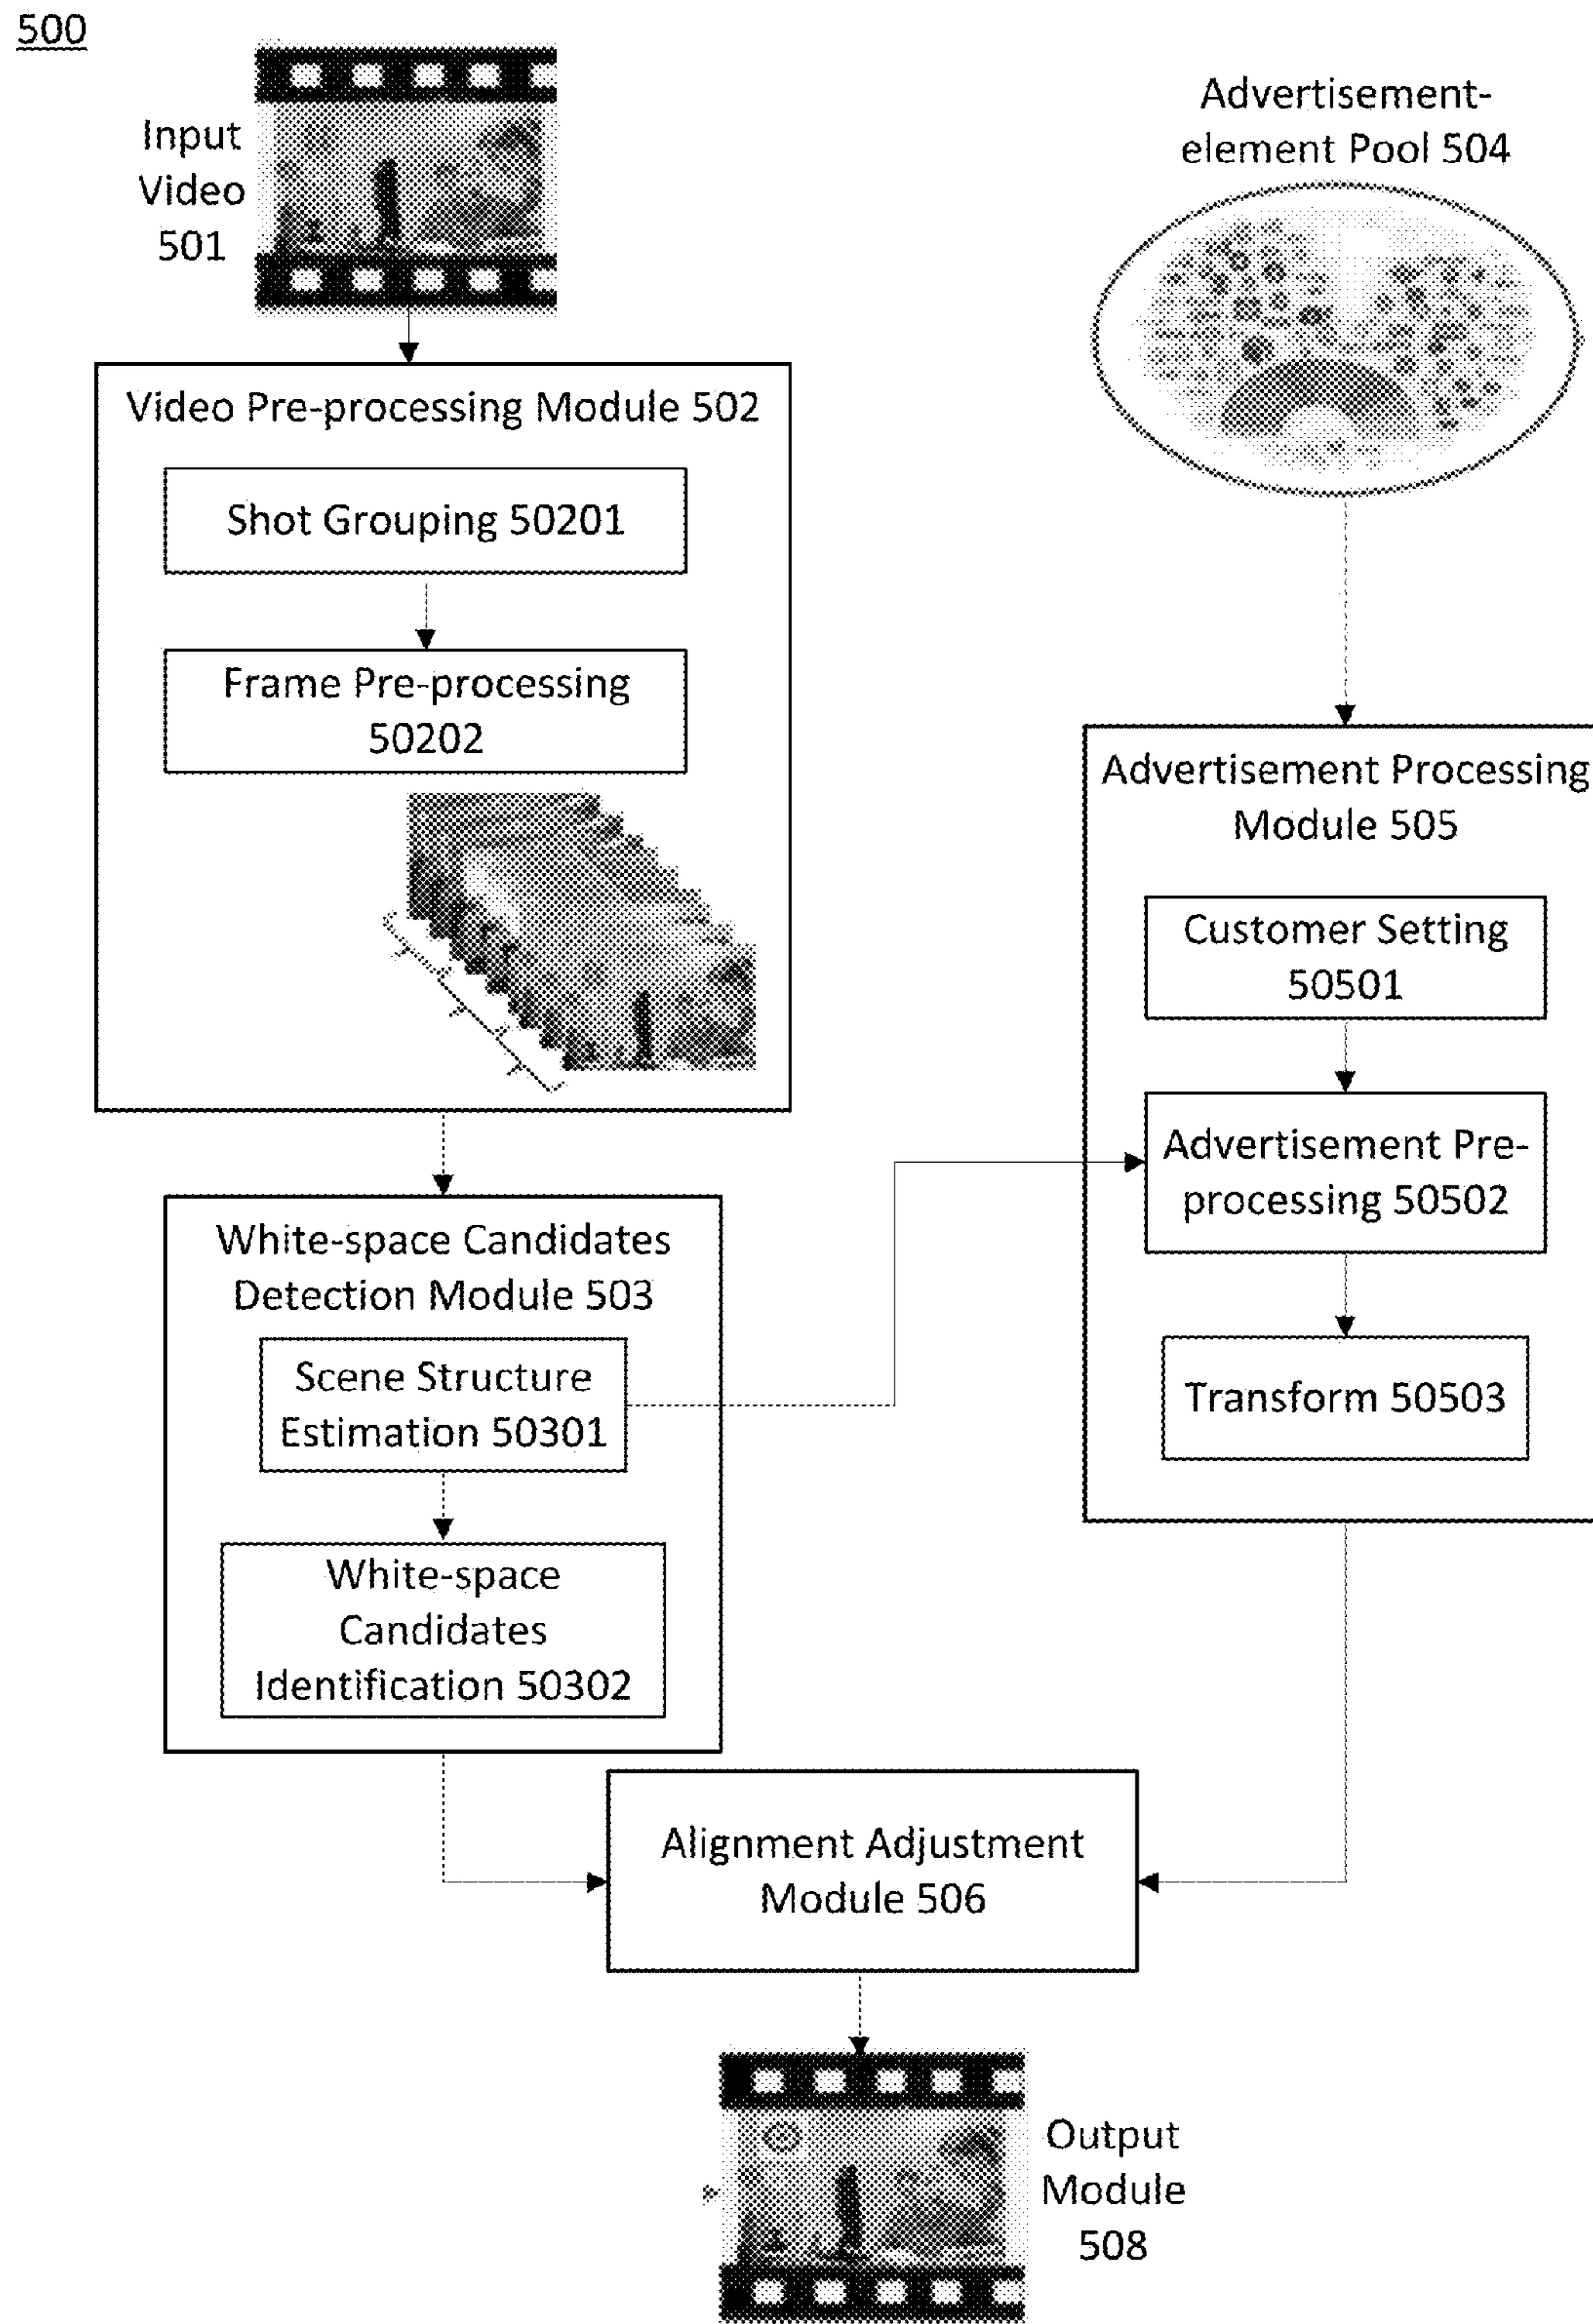 500
Input
Video
501
Advertisement-
element Pool 504
Video Pre-processing Module 502
Shot Grouping 50201
Frame Pre-processing
50202
Advertisement Processing
Module 505
Customer Setting
50501
Advertisement Pre-
processing 50502
Transform 50503
White-space Candidates
Detection Module 503
Scene Structure
Estimation 50301
White-space
Candidates
Identification 50302
Alignment Adjustment
Module 506
Output
Module
508